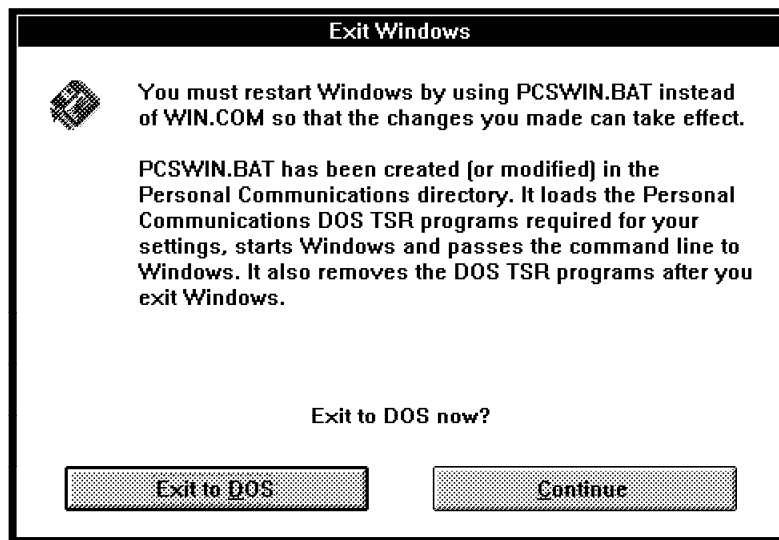 Exit Windows
You must restart Windows by using PCSWIN.BAT instead
of WIN.COM so that the changes you made can take effect.
PCSWIN.BAT has been created (or modified) in the
Personal Communications directory. It loads the Personal
Communications DOS TSR programs required for your
settings, starts Windows and passes the command line to
Windows. It also removes the DOS TSR programs after you
exit Windows.
Exit to DOS now?
Exit to DOS
Continue